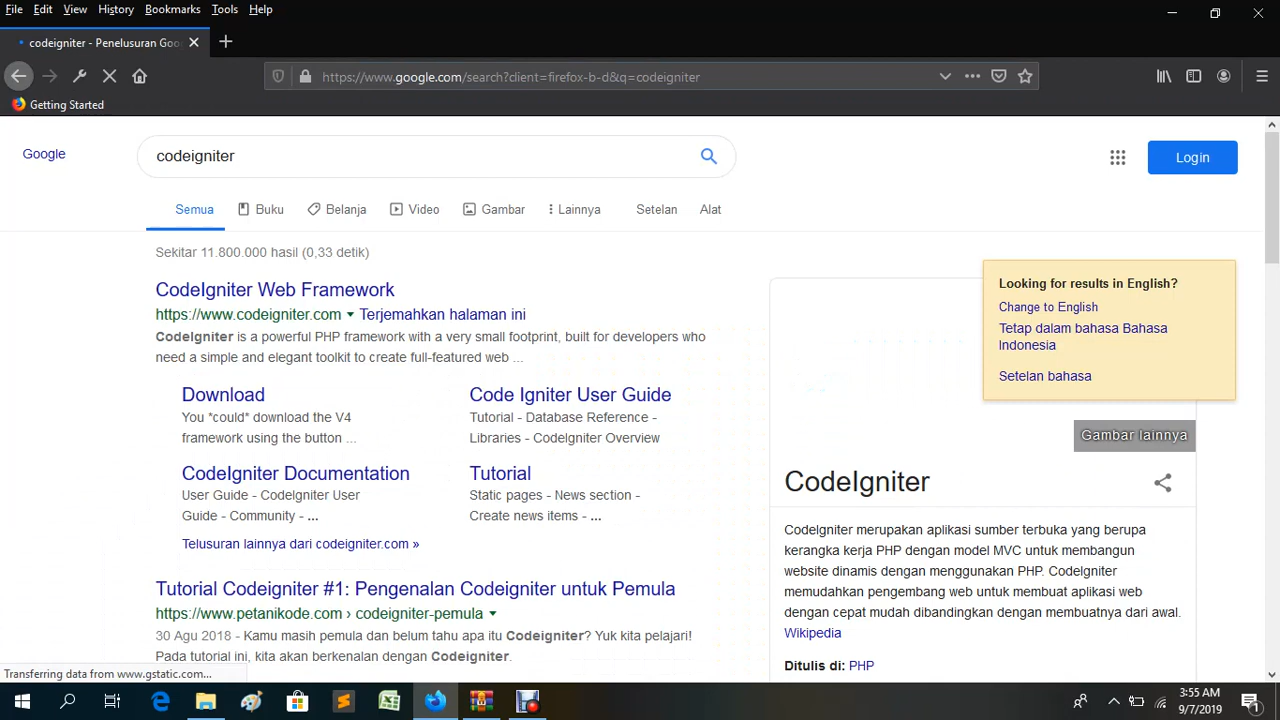 File Edit View History Bookmarks Tools Help
codeigniter - Penelusuran Goo
https://www.google.com/search?client=firefox-b-d&q=codeigniter
Getting Started
Google
codeigniter
Login
Semua Buku Belanja Video Gambar Lainnya Setelan Alat
Sekitar 11.800.000 hasil (0,33 detik)
CodeIgniter Web Framework
https://www.codeigniter.com Terjemahkan halaman ini
CodeIgniter is a powerful PHP framework with a very small footprint, built for developers who
need a simple and elegant toolkit to create full-featured web ...
Download
You *could* download the V4
framework using the button ...
Code Igniter User Guide
Tutorial - Database Reference -
Libraries - CodeIgniter Overview
CodeIgniter Documentation
User Guide - CodeIgniter User
Guide - Community - ...
Tutorial
Static pages - News section -
Create news items - ...
Telusuran lainnya dari codeigniter.com »
Tutorial Codeigniter #1: Pengenalan Codeigniter untuk Pemula
https://www.petanikode.com › codeigniter-pemula
30 Agu 2018 - Kamu masih pemula dan belum tahu apa itu Codeigniter? Yuk kita pelajari!
Pada tutorial ini, kita akan berkenalan dengan Codeigniter.
Looking for results in English?
Change to English
Tetap dalam bahasa Bahasa
Indonesia
Setelan bahasa
Gambar lainnya
CodeIgniter
CodeIgniter merupakan aplikasi sumber terbuka yang berupa
kerangka kerja PHP dengan model MVC untuk membangun
website dinamis dengan menggunakan PHP. CodeIgniter
memudahkan pengembang web untuk membuat aplikasi web
dengan cepat mudah dibandingkan dengan membuatnya dari awal.
Wikipedia
Ditulis di: PHP
Transferring data from www.gstatic.com...
3:55 AM
9/7/2019
1